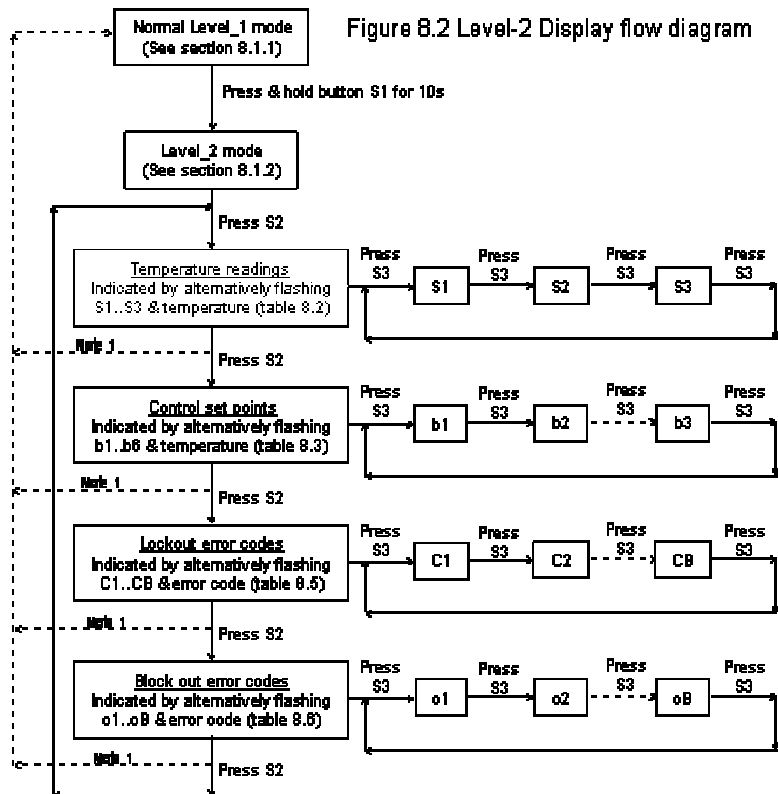 Figure 8.2 Level-2 Display flow diagram
Normal Level_1 mode
(See section 8.1.1)
Press & hold button S1 for 10s
Level_2 mode
(See section 8.1.2)
Press S2
Temperature readings
Indicated by alternatively flashing
S1..S3 & temperature (table 8.2)
Press
S3
S1
Press
S3
S2
Press
S3
S3
Press
S3
Note 1
Press S2
Control set points
Indicated by alternatively flashing
b1..b6 & temperature (table 8.3)
Press
S3
b1
Press
S3
b2
Press
S3
b3
Press
S3
Note 1
Press S2
Lockout error codes
Indicated by alternatively flashing
C1..CB & error code (table 8.5)
Press
S3
C1
Press
S3
C2
Press
S3
CB
Press
S3
Note 1
Press S2
Block out error codes
Indicated by alternatively flashing
o1..oB & error code (table 8.6)
Press
S3
o1
Press
S3
o2
Press
S3
oB
Press
S3
Note 1
Press S2